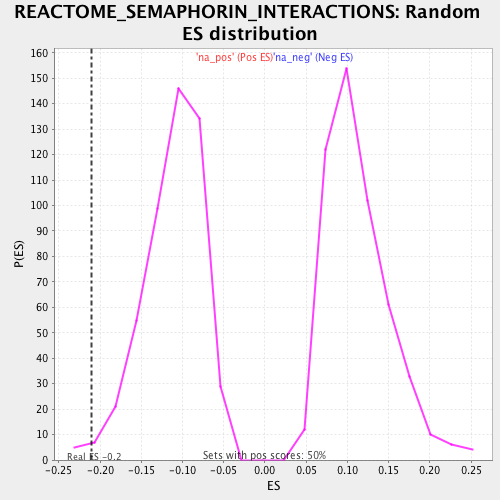 REACTOME_SEMAPHORIN_INTERACTIONS: Random
ES distribution
'na_pos' (Pos ES)'na_neg' (Neg ES)
160
150
140
130
120
110
100
90
80
70
60
50
40
30
20
10
0
P(ES)
Real ES -0.2
Sets with pos scores: 50%
-0.25 -0.20 -0.15 -0.10 -0.05 0.00 0.05 0.10 0.15 0.20 0.25
ES